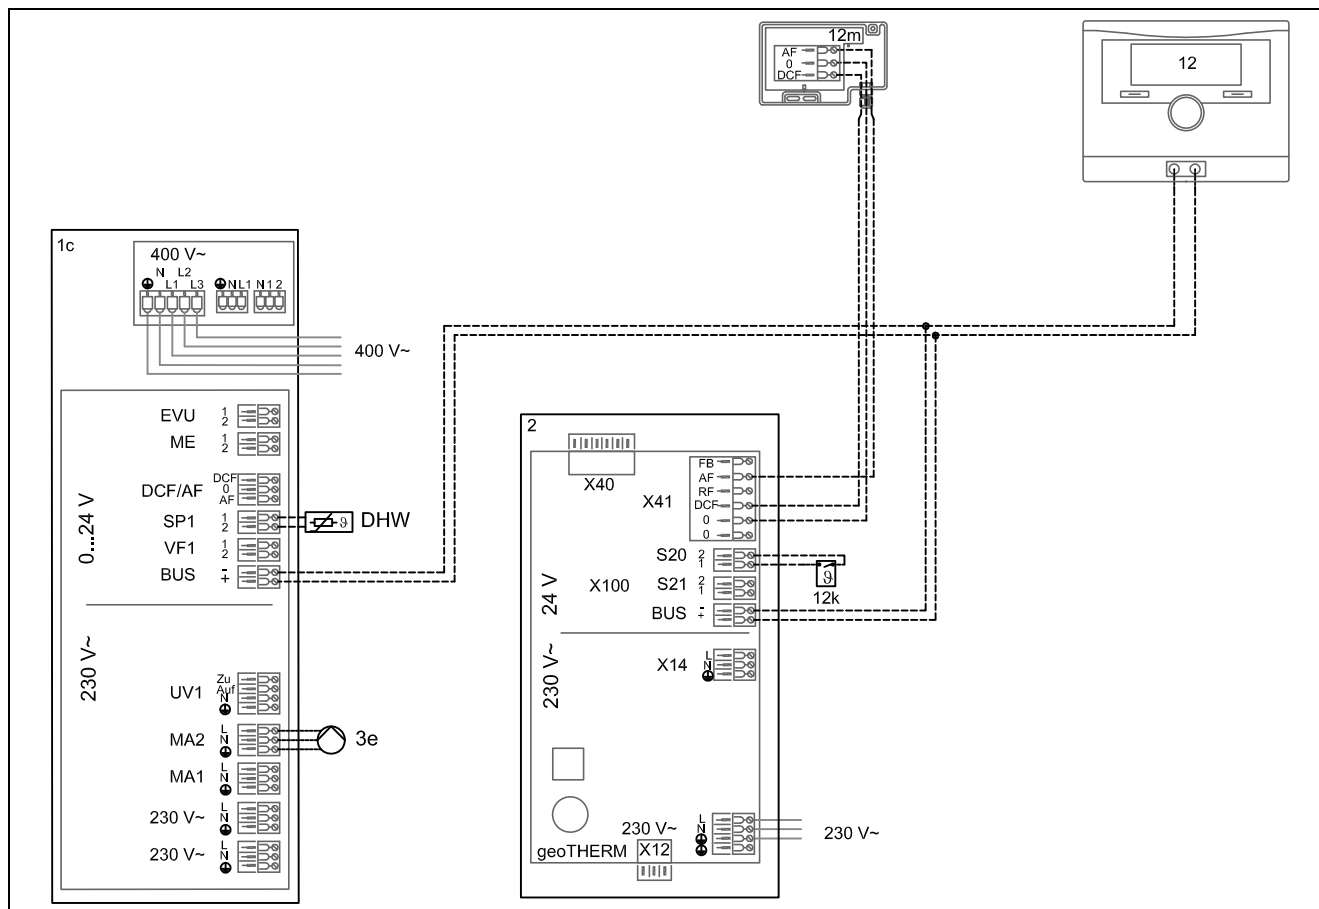 12m
AF
0
DCF
12
1c
400 V~
N L2
L1 L3
N L1
N 1 2
400 V~
0...24 V
EVU 1
2
ME 1
2
DCF/AF DCF
0
AF
SP1 1
2
DHW
VF1 1
2
BUS -
+
230 V~
UV1 Zu
Auf
N
MA2 L
N
3e
MA1 L
N
230 V~ L
N
230 V~ L
N
2
X40
X41
FB
AF
RF
DCF
0
0
24 V
X100
S20 2
1
12k
S21 2
1
BUS -
+
230 V~
X14 L
N
230 V~
L
N
230 V~
geoTHERM X12